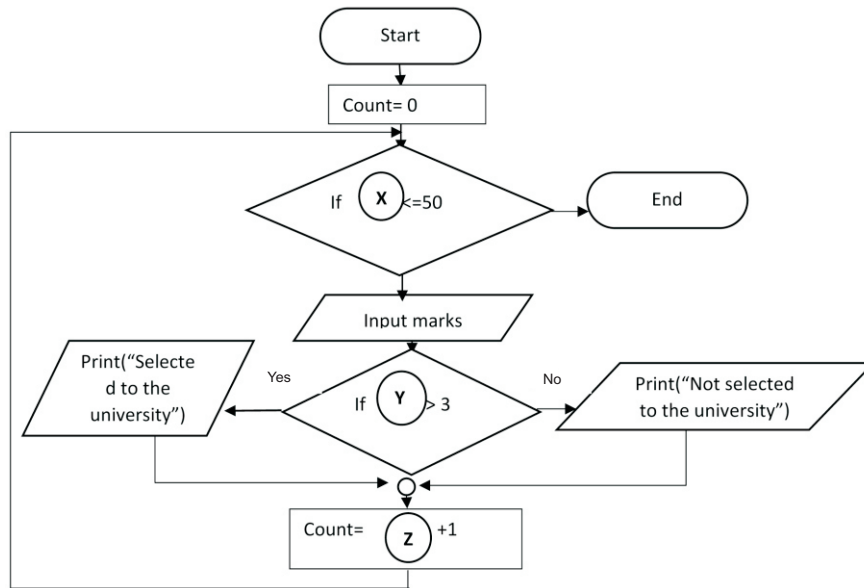 Start
Count= 0
If X <=50
End
Input marks
Print(“Selecte
d to the
university”)
Yes
If Y > 3
No
Print(“Not selected
to the university”)
Count= Z +1